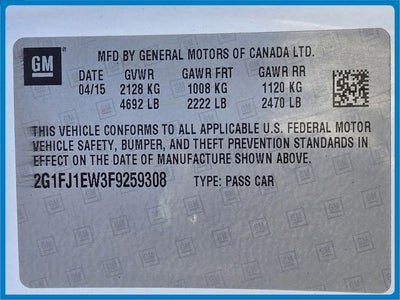 GM
MFD BY GENERAL MOTORS OF CANADA LTD.
DATE GVWR GAWR FRT GAWR RR
04/15 2128 KG 1008 KG 1120 KG
4692 LB 2222 LB 2470 LB
THIS VEHICLE CONFORMS TO ALL APPLICABLE U.S. FEDERAL MOTOR
VEHICLE SAFETY, BUMPER, AND THEFT PREVENTION STANDARDS IN
EFFECT ON THE DATE OF MANUFACTURE SHOWN ABOVE.
2G1FJ1EW3F9259308 TYPE: PASS CAR